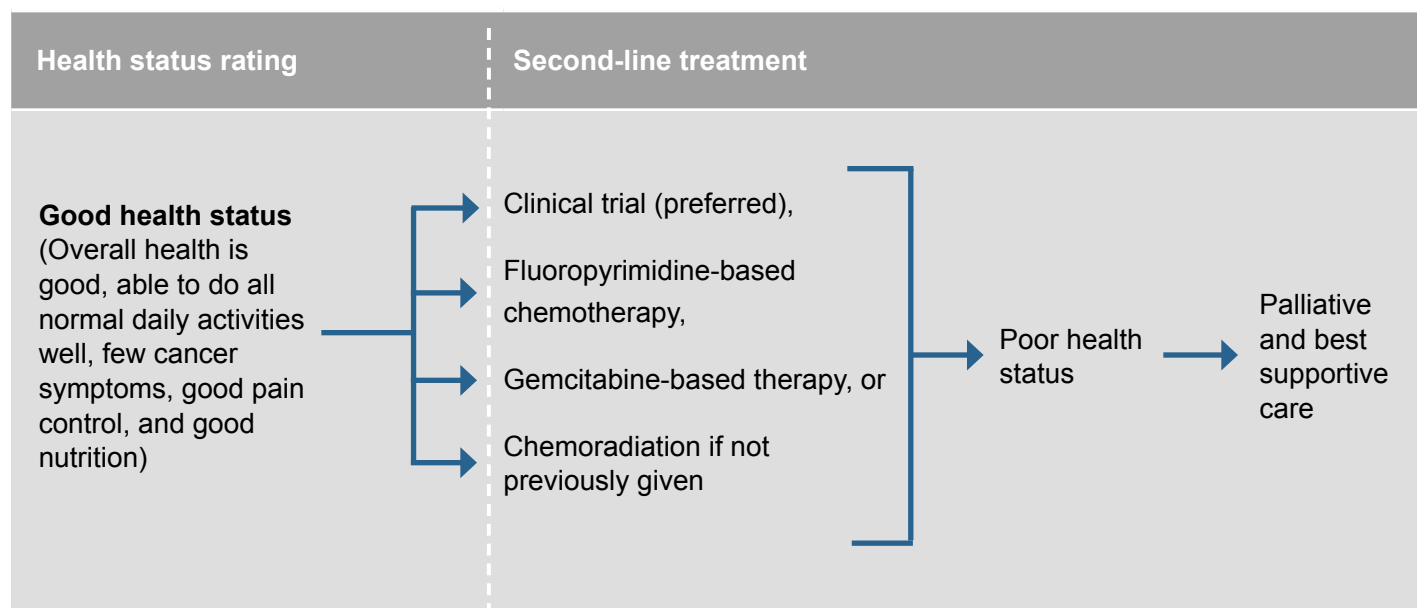 Health status rating
Second-line treatment
Good health status
(Overall health is
good, able to do all
normal daily activities
well, few cancer
symptoms, good pain
control, and good
nutrition)
Clinical trial (preferred),
Fluoropyrimidine-based
chemotherapy,
Gemcitabine-based therapy, or
Chemoradiation if not
previously given
Poor health
status
Palliative
and best
supportive
care